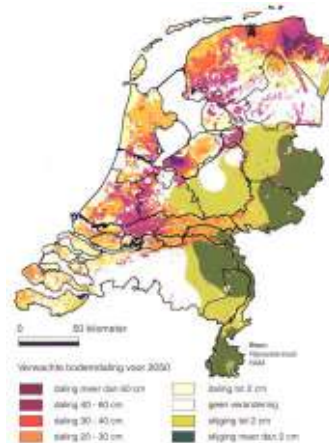 0 50 kilometer
Verwachte bodemdaling voor 2050
daling meer dan 60 cm
daling 40 - 60 cm
daling 30 - 40 cm
daling 20 - 30 cm
daling tot 2 cm
geen verandering
stijging tot 2 cm
stijging meer dan 2 cm